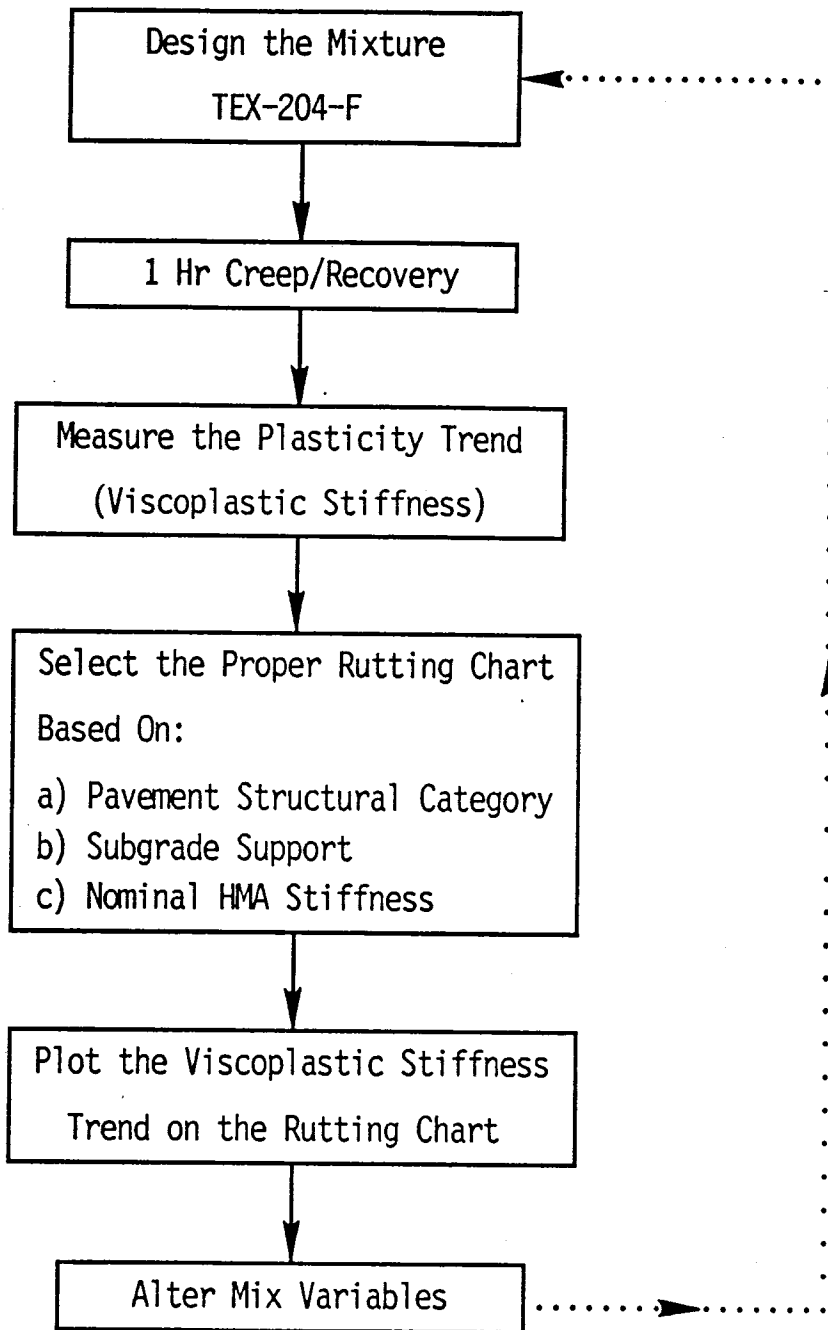 Design the Mixture
TEX-204-F
1 Hr Creep/Recovery
Measure the Plasticity Trend
(Viscoplastic Stiffness)
Select the Proper Rutting Chart
Based On:
a) Pavement Structural Category
b) Subgrade Support
c) Nominal HMA Stiffness
Plot the Viscoplastic Stiffness
Trend on the Rutting Chart
Alter Mix Variables